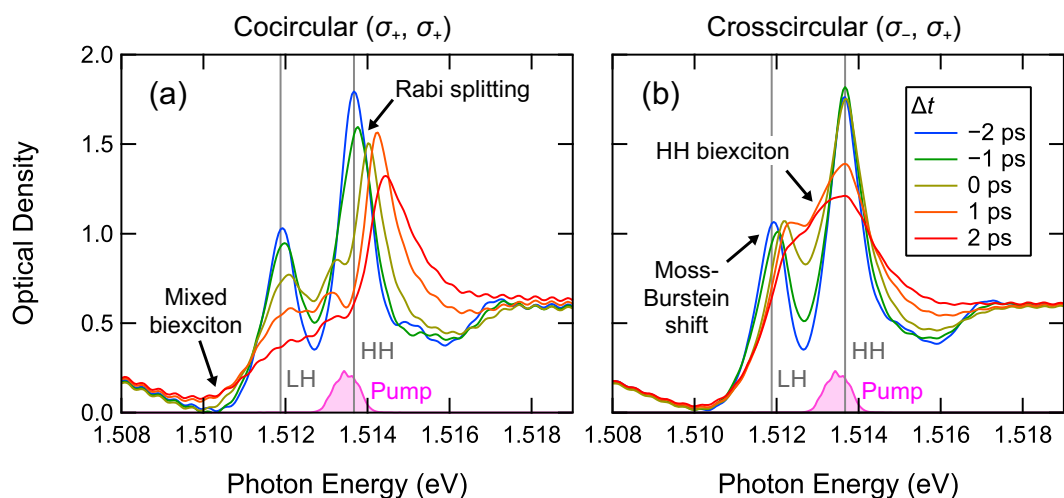 Cocircular (σ₊, σ₊)
Crosscircular (σ₋, σ₊)
Optical Density
2.0
1.5
1.0
0.5
0.0
(a)
Rabi splitting
Mixed
biexciton
LH
HH
Pump
1.508
1.510
1.512
1.514
1.516
1.518
Photon Energy (eV)
(b)
HH biexciton
Moss-
Burstein
shift
LH
HH
Pump
Δt
−2 ps
−1 ps
0 ps
1 ps
2 ps
1.508
1.510
1.512
1.514
1.516
1.518
Photon Energy (eV)